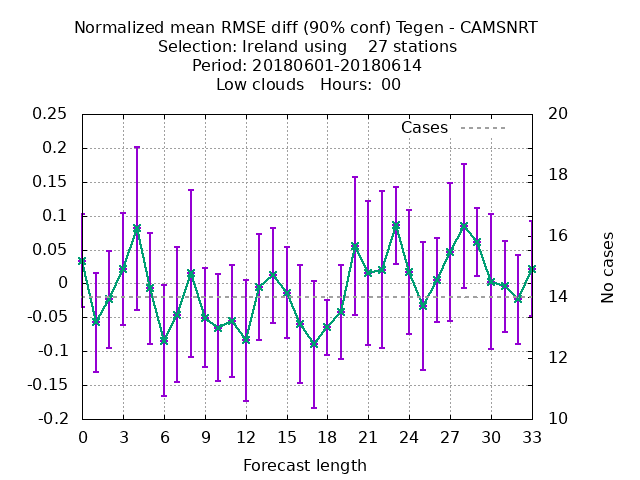 Normalized mean RMSE diff (90% conf) Tegen - CAMSNRT
Selection: Ireland using 27 stations
Period: 20180601-20180614
Low clouds Hours: 00
Cases
0.25
0.2
0.15
0.1
0.05
0
-0.05
-0.1
-0.15
-0.2
20
18
16
14
12
10
No cases
0 3 6 9 12 15 18 21 24 27 30 33
Forecast length